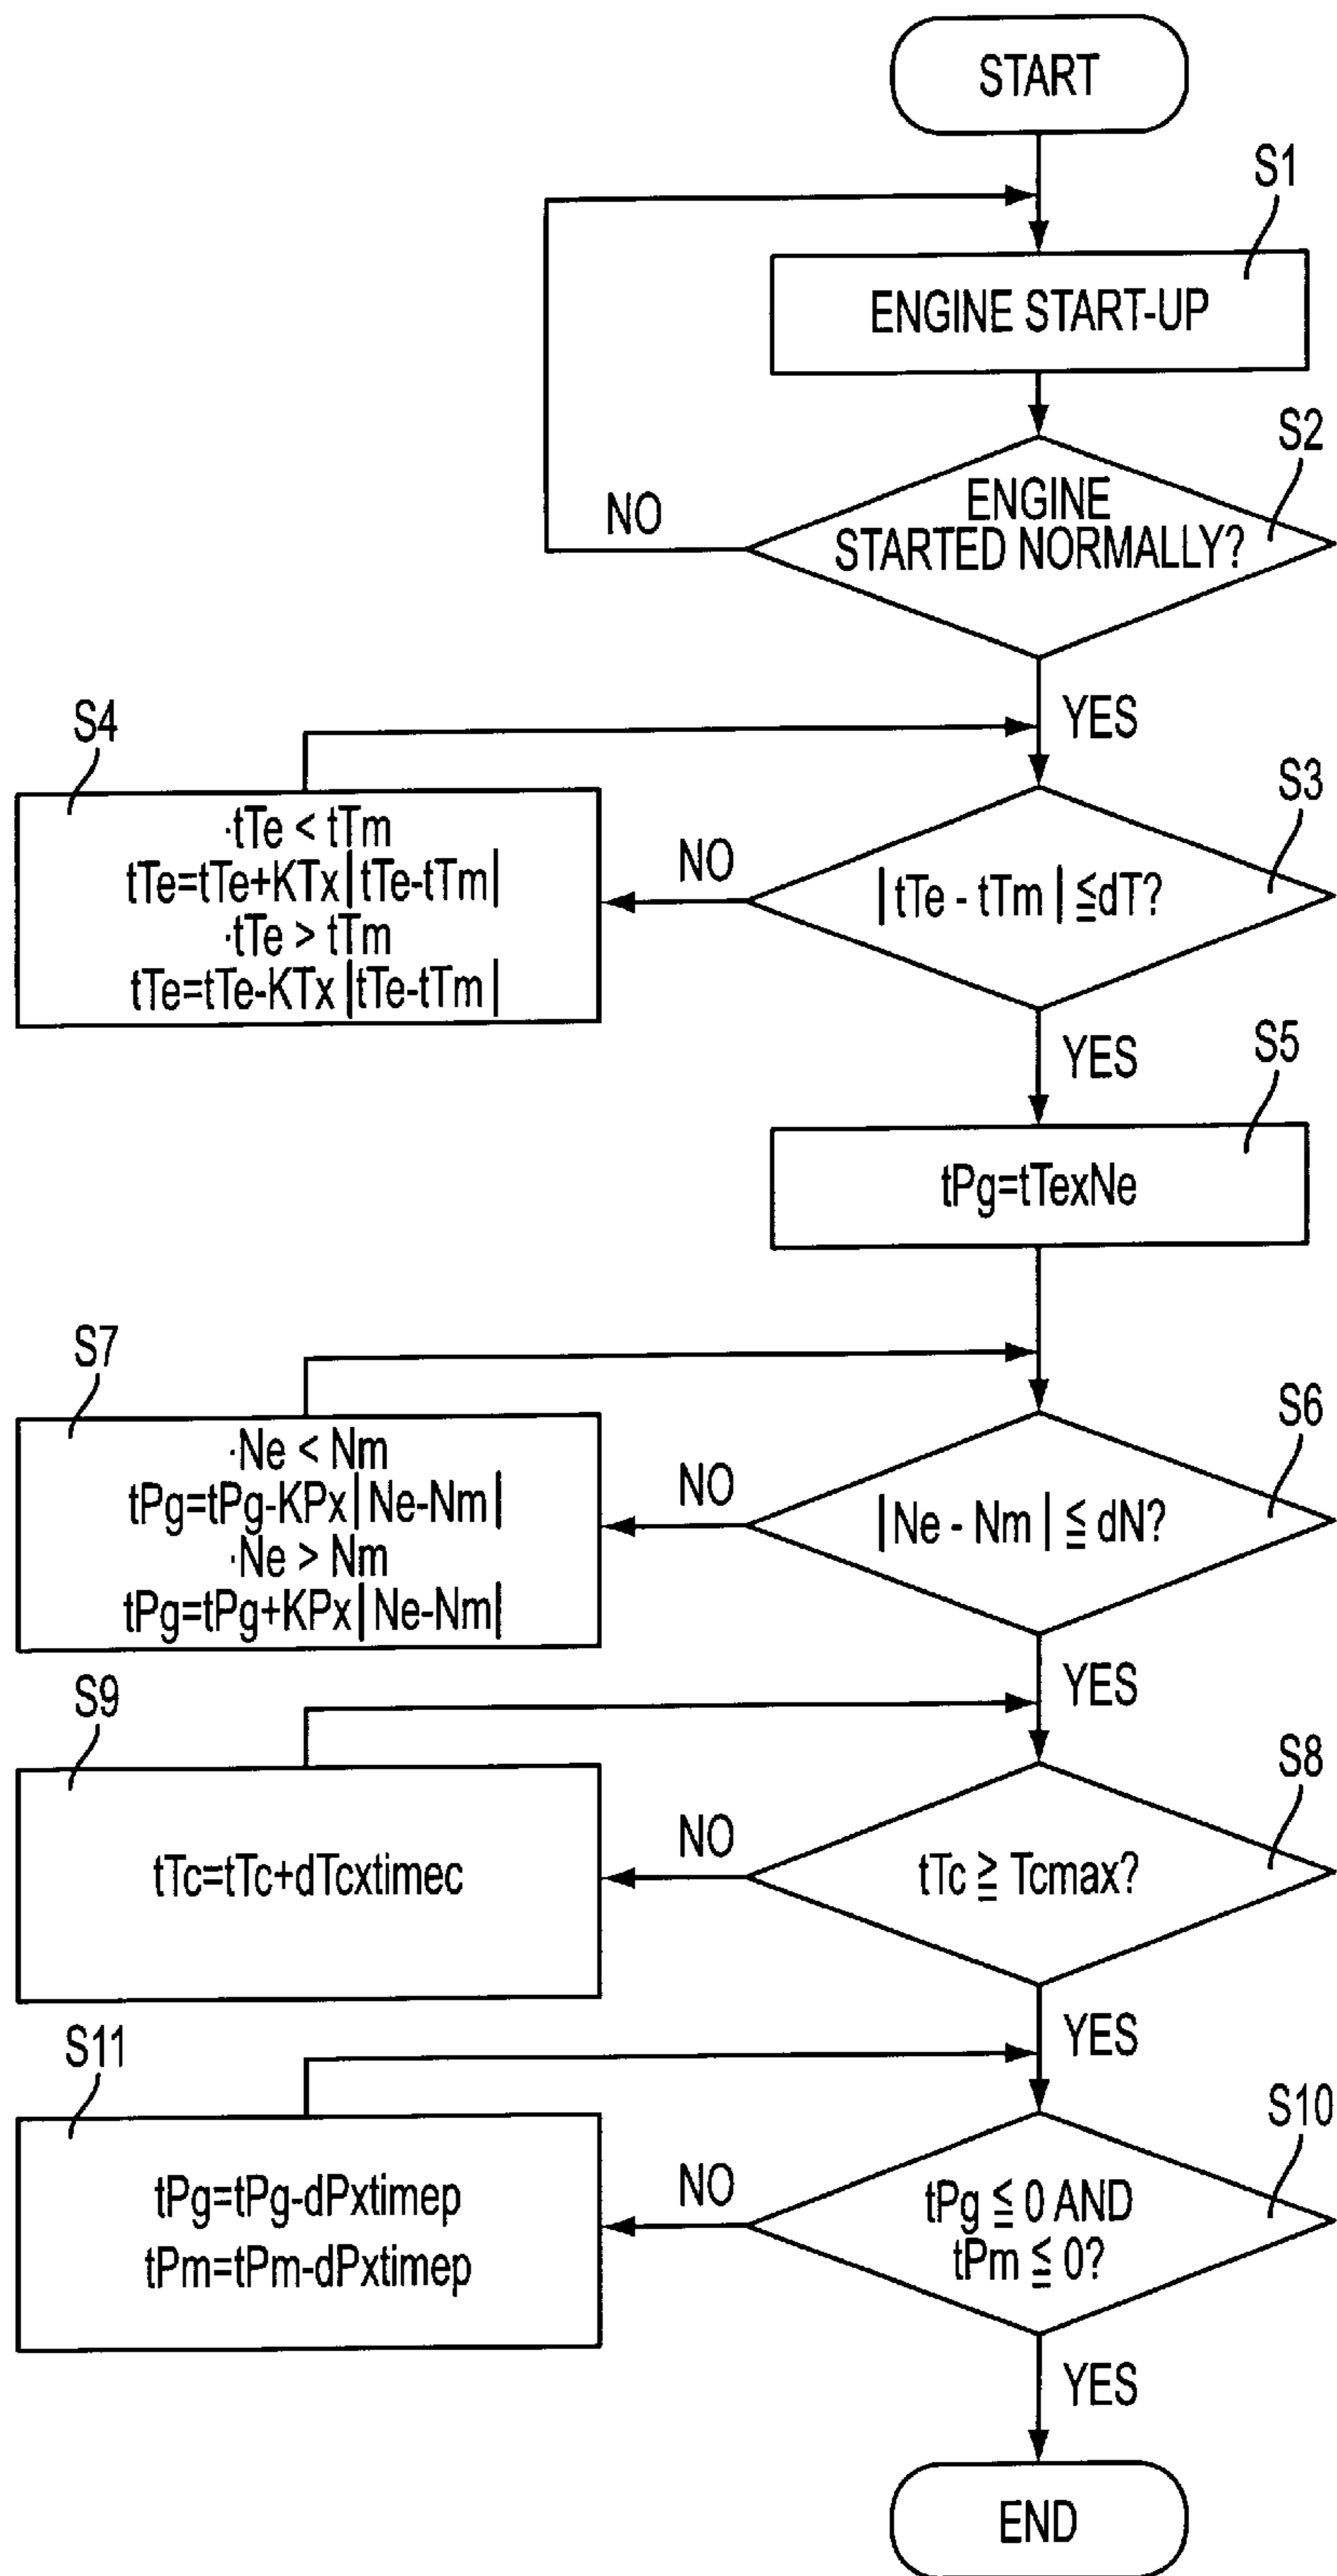 START
S1
ENGINE START-UP
S2
ENGINE
STARTED NORMALLY?
NO
YES
S4
·tTe < tTm
tTe=tTe+KTx|tTe-tTm|
·tTe > tTm
tTe=tTe-KTx|tTe-tTm|
S3
NO
|tTe - tTm| ≦dT?
YES
S5
tPg=tTexNe
S7
·Ne < Nm
tPg=tPg-KPx|Ne-Nm|
·Ne > Nm
tPg=tPg+KPx|Ne-Nm|
S6
NO
|Ne - Nm| ≦ dN?
YES
S9
tTc=tTc+dTcxtimec
S8
NO
tTc ≧ Tcmax?
YES
S11
tPg=tPg-dPxtimep
tPm=tPm-dPxtimep
S10
NO
tPg ≦ 0 AND
tPm ≦ 0?
YES
END